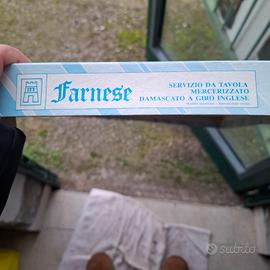 Farnese
SERVIZIO DA TAVOLA
MERCERIZZATO
DAMASCATO A GIRO INGLESE
subito